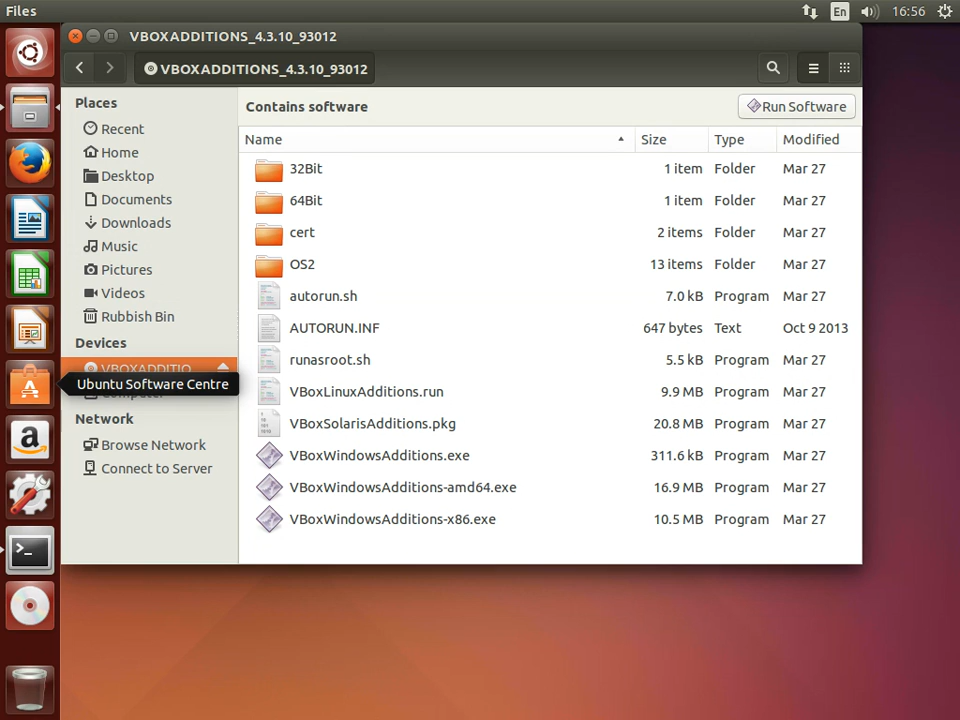 Files
En
16:56
VBOXADDITIONS_4.3.10_93012
VBOXADDITIONS_4.3.10_93012
Places
Recent
Home
Desktop
Documents
Downloads
Music
Pictures
Videos
Rubbish Bin
Devices
VBOXADDITIO
Ubuntu Software Centre
Computer
Network
Browse Network
Connect to Server
Contains software
Run Software
Name Size Type Modified
32Bit 1 item Folder Mar 27
64Bit 1 item Folder Mar 27
cert 2 items Folder Mar 27
OS2 13 items Folder Mar 27
autorun.sh 7.0 kB Program Mar 27
AUTORUN.INF 647 bytes Text Oct 9 2013
runasroot.sh 5.5 kB Program Mar 27
VBoxLinuxAdditions.run 9.9 MB Program Mar 27
VBoxSolarisAdditions.pkg 20.8 MB Program Mar 27
VBoxWindowsAdditions.exe 311.6 kB Program Mar 27
VBoxWindowsAdditions-amd64.exe 16.9 MB Program Mar 27
VBoxWindowsAdditions-x86.exe 10.5 MB Program Mar 27